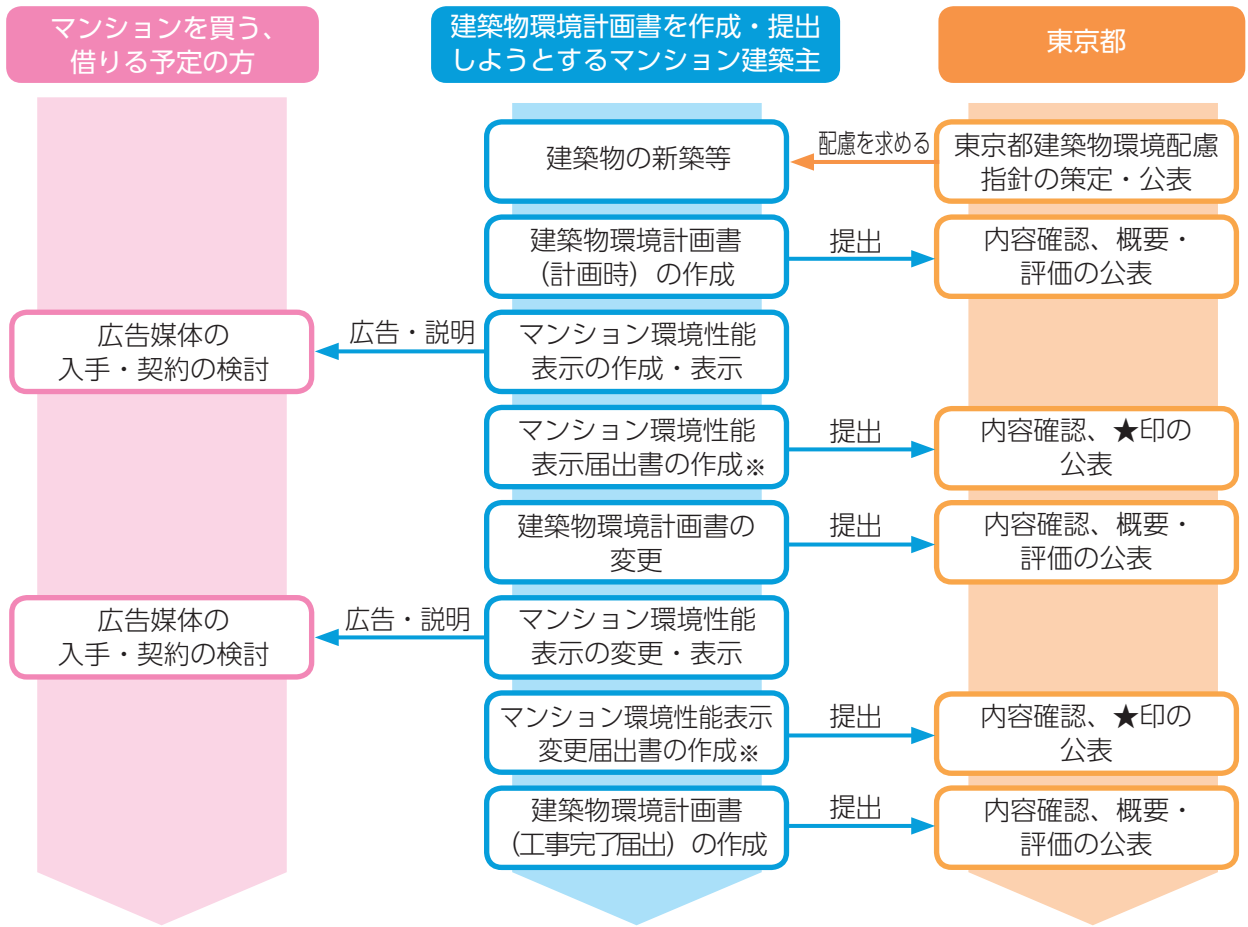 マンションを買う、
借りる予定の方
建築物環境計画書を作成・提出
しようとするマンション建築主
東京都
建築物の新築等
配慮を求める
東京都建築物環境配慮
指針の策定・公表
建築物環境計画書
（計画時）の作成
提出
内容確認、概要・
評価の公表
広告媒体の
入手・契約の検討
広告・説明
マンション環境性能
表示の作成・表示
マンション環境性能
表示届出書の作成※
提出
内容確認、★印の
公表
建築物環境計画書の
変更
提出
内容確認、概要・
評価の公表
広告媒体の
入手・契約の検討
広告・説明
マンション環境性能
表示の変更・表示
マンション環境性能表示
変更届出書の作成※
提出
内容確認、★印の
公表
建築物環境計画書
（工事完了届出）の作成
提出
内容確認、概要・
評価の公表